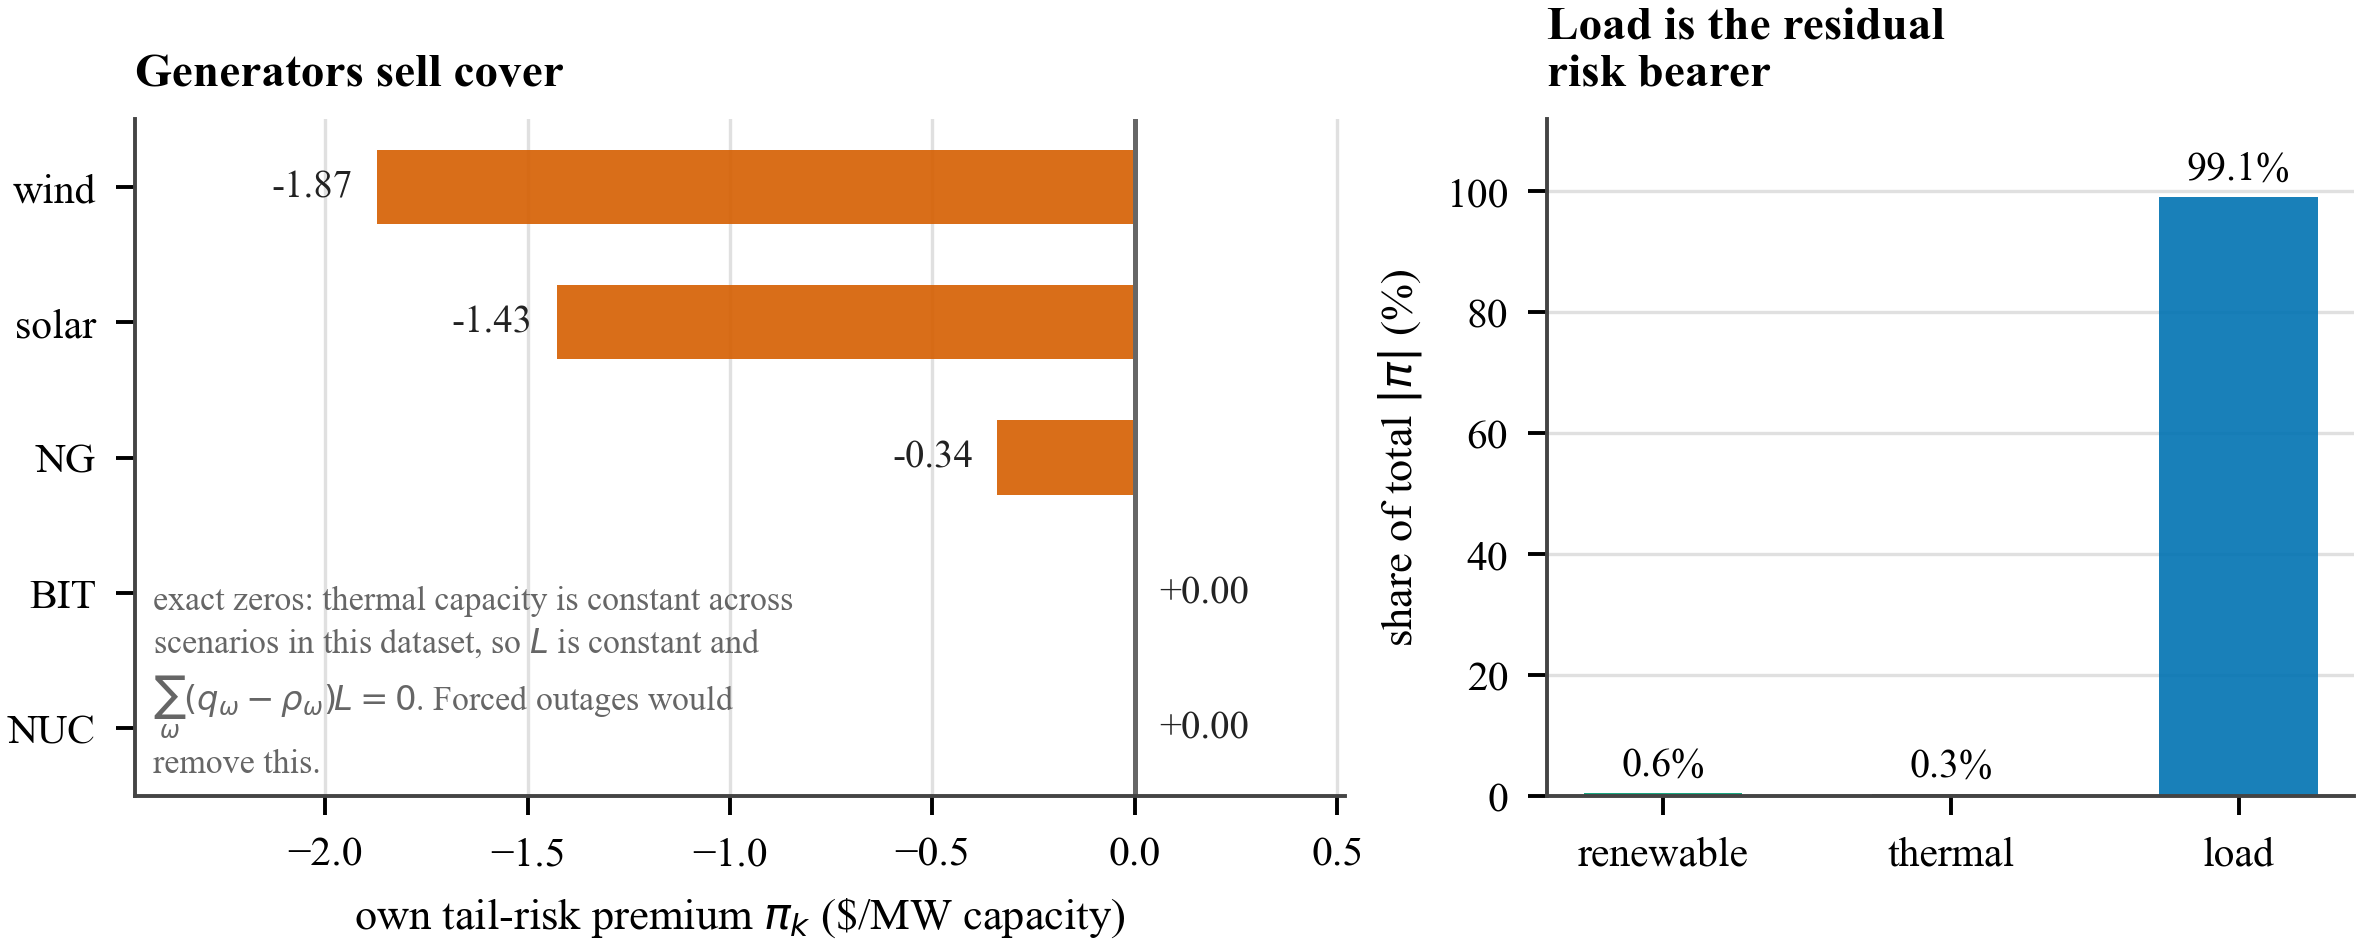 Generators sell cover
wind
solar
NG
BIT
NUC
-1.87
-1.43
-0.34
+0.00
+0.00
exact zeros: thermal capacity is constant across
scenarios in this dataset, so L is constant and
∑ω(qω − ρω)L = 0. Forced outages would
remove this.
−2.0 −1.5 −1.0 −0.5 0.0 0.5
own tail-risk premium πk ($/MW capacity)
Load is the residual
risk bearer
share of total |π| (%)
100
80
60
40
20
0
0.6%
0.3%
99.1%
renewable thermal load